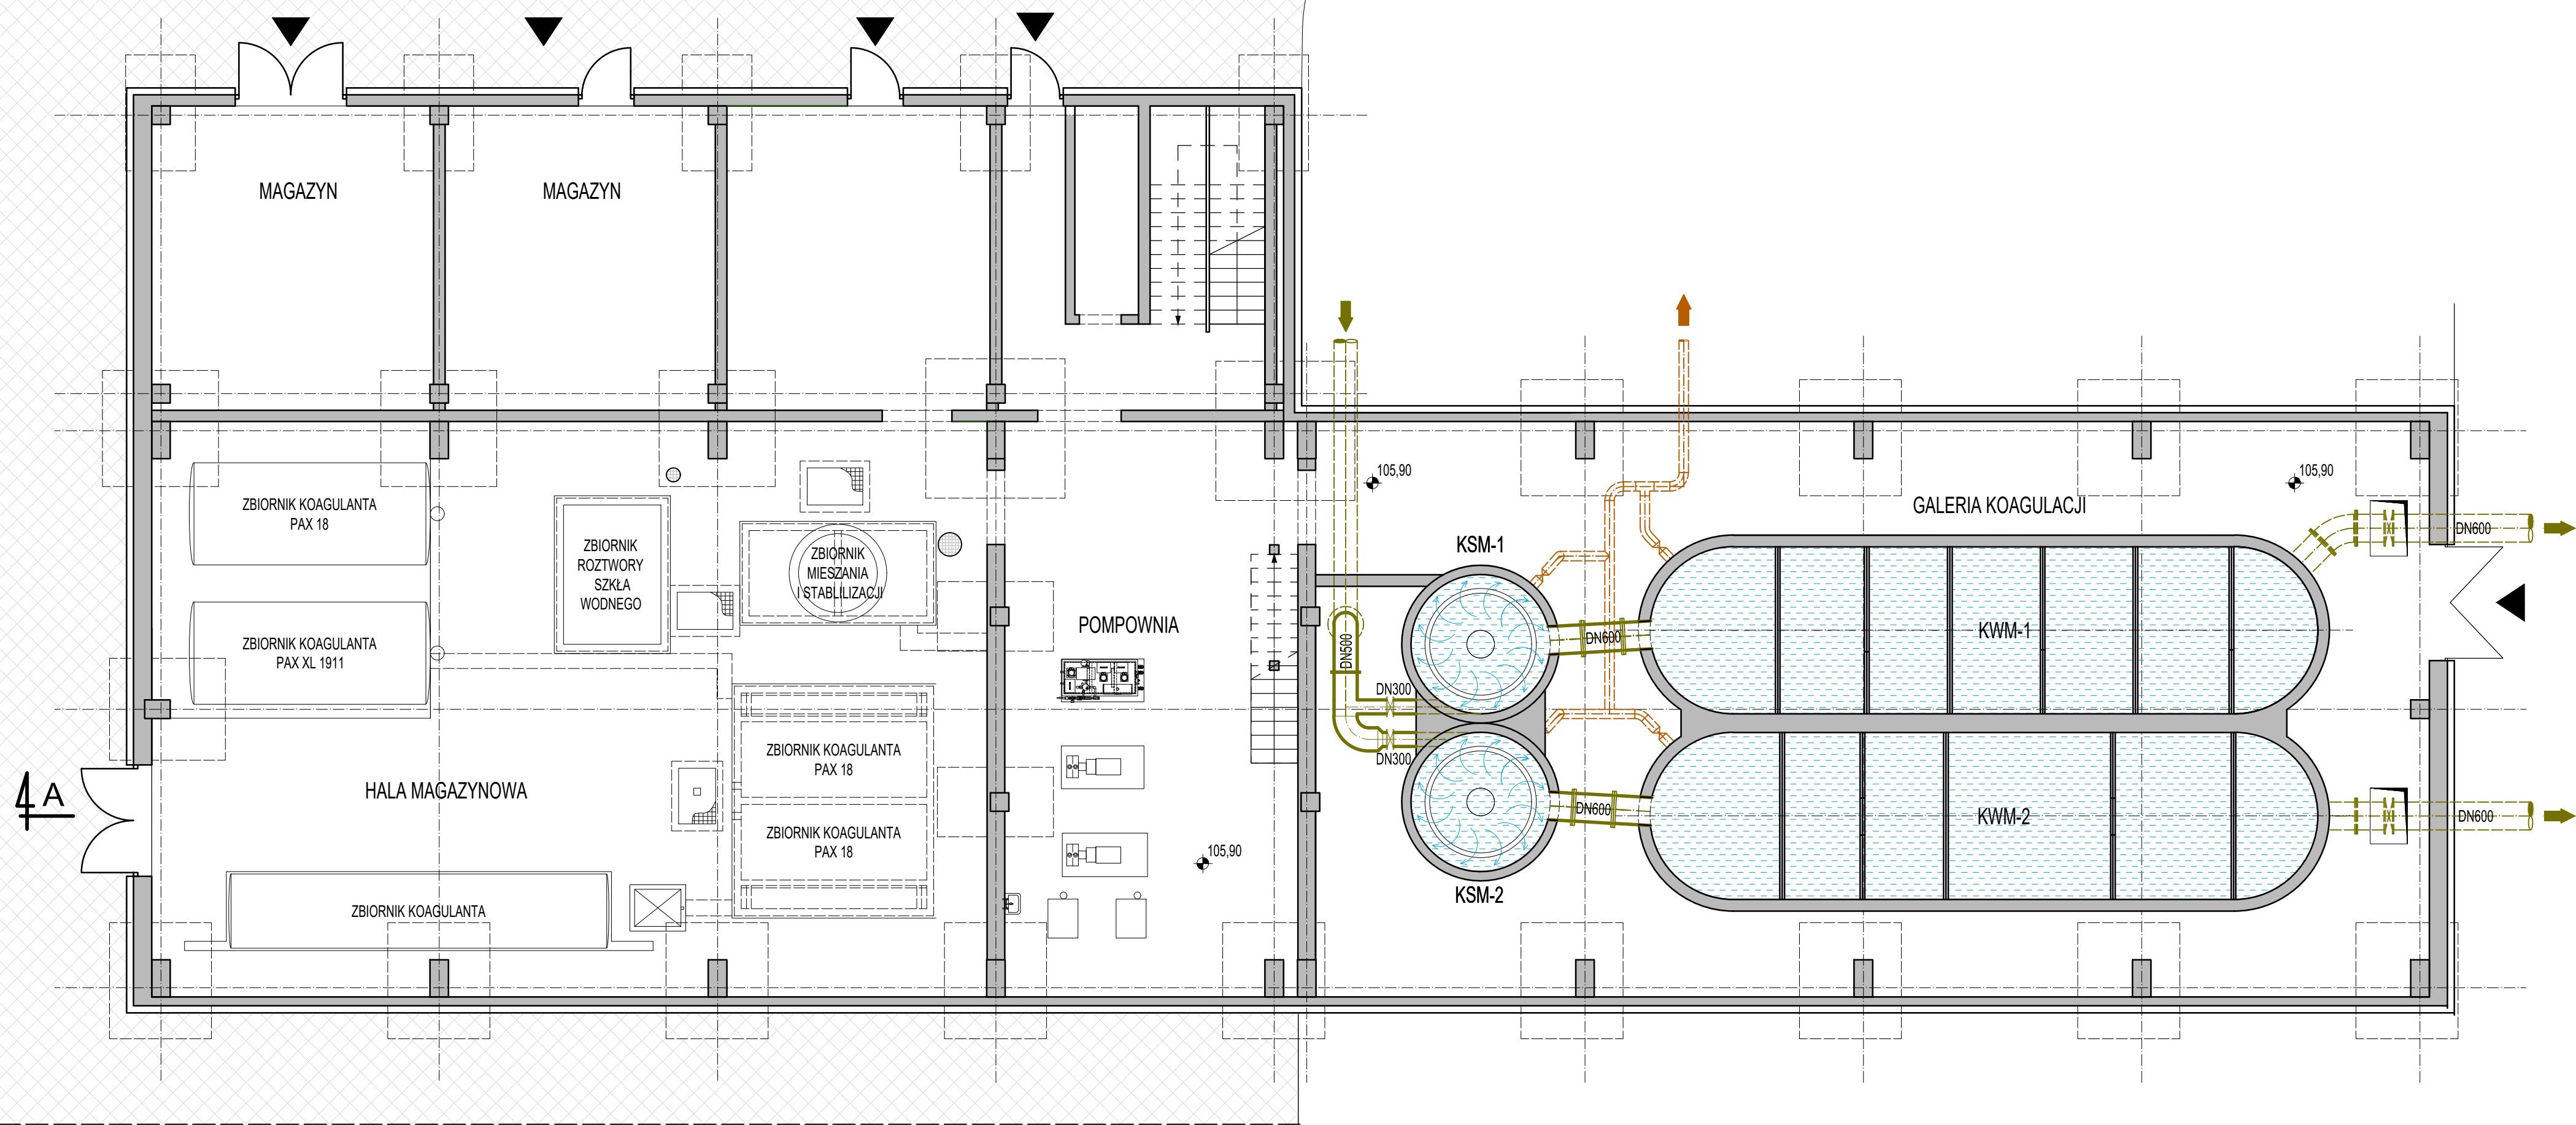 MAGAZYN
MAGAZYN
ZBIORNIK KOAGULANTA
PAX 18
ZBIORNIK KOAGULANTA
PAX XL 1911
ZBIORNIK
ROZTWORY
SZKŁA
WODNEGO
ZBIORNIK
MIESZANIA
I STABLILIZACJI
ZBIORNIK KOAGULANTA
PAX 18
ZBIORNIK KOAGULANTA
PAX 18
HALA MAGAZYNOWA
A
ZBIORNIK KOAGULANTA
POMPOWNIA
105,90
105,90
105,90
GALERIA KOAGULACJI
KSM-1
DN500
DN300
DN300
KSM-2
DN600
DN600
KWM-1
KWM-2
DN600
DN600